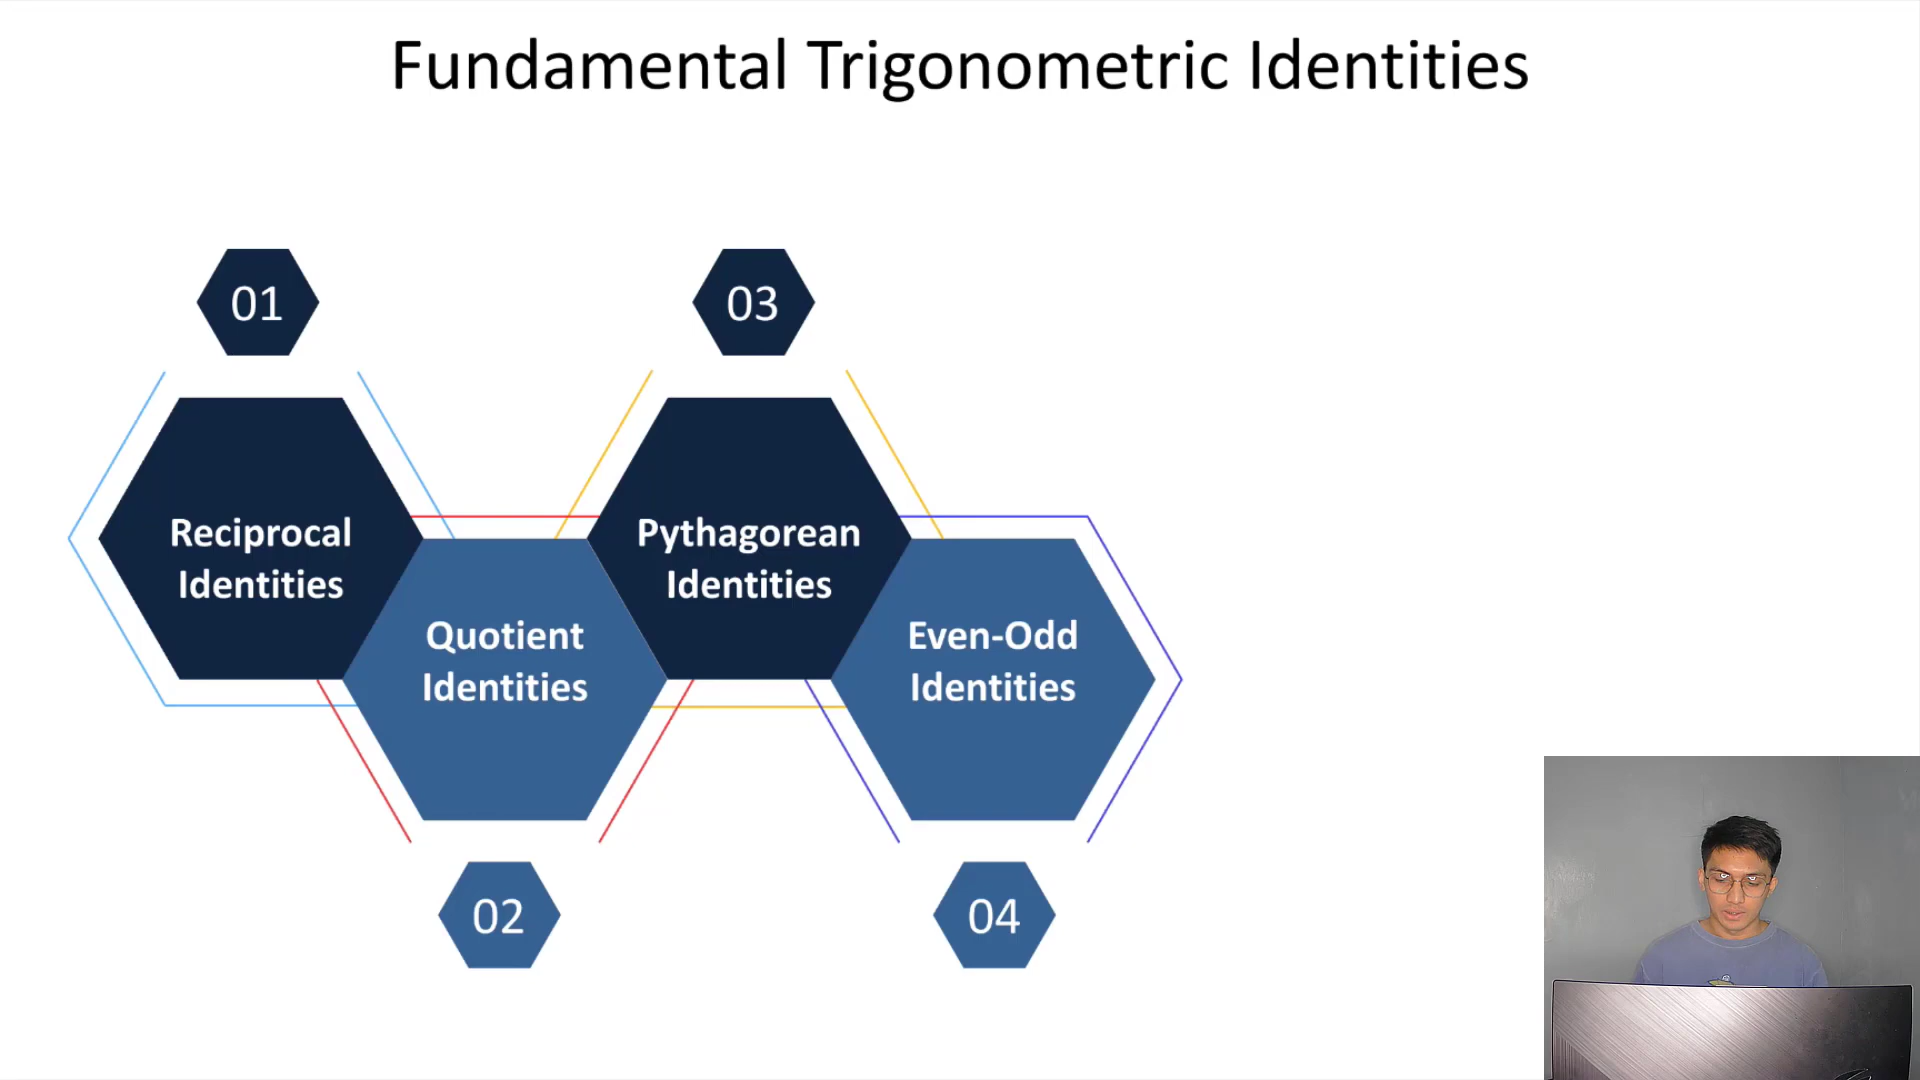 Fundamental Trigonometric Identities
01
Reciprocal
Identities
02
Quotient
Identities
03
Pythagorean
Identities
04
Even-Odd
Identities